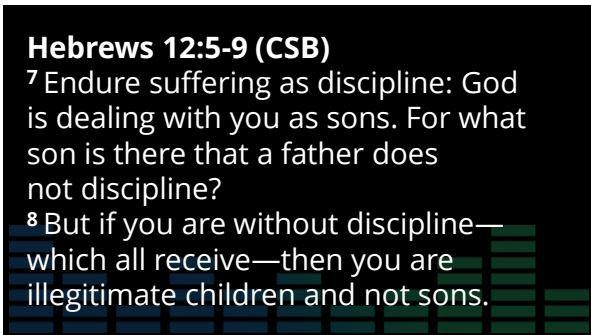 Hebrews 12:5-9 (CSB)
⁷ Endure suffering as discipline: God
is dealing with you as sons. For what
son is there that a father does
not discipline?
⁸ But if you are without discipline—
which all receive—then you are
illegitimate children and not sons.